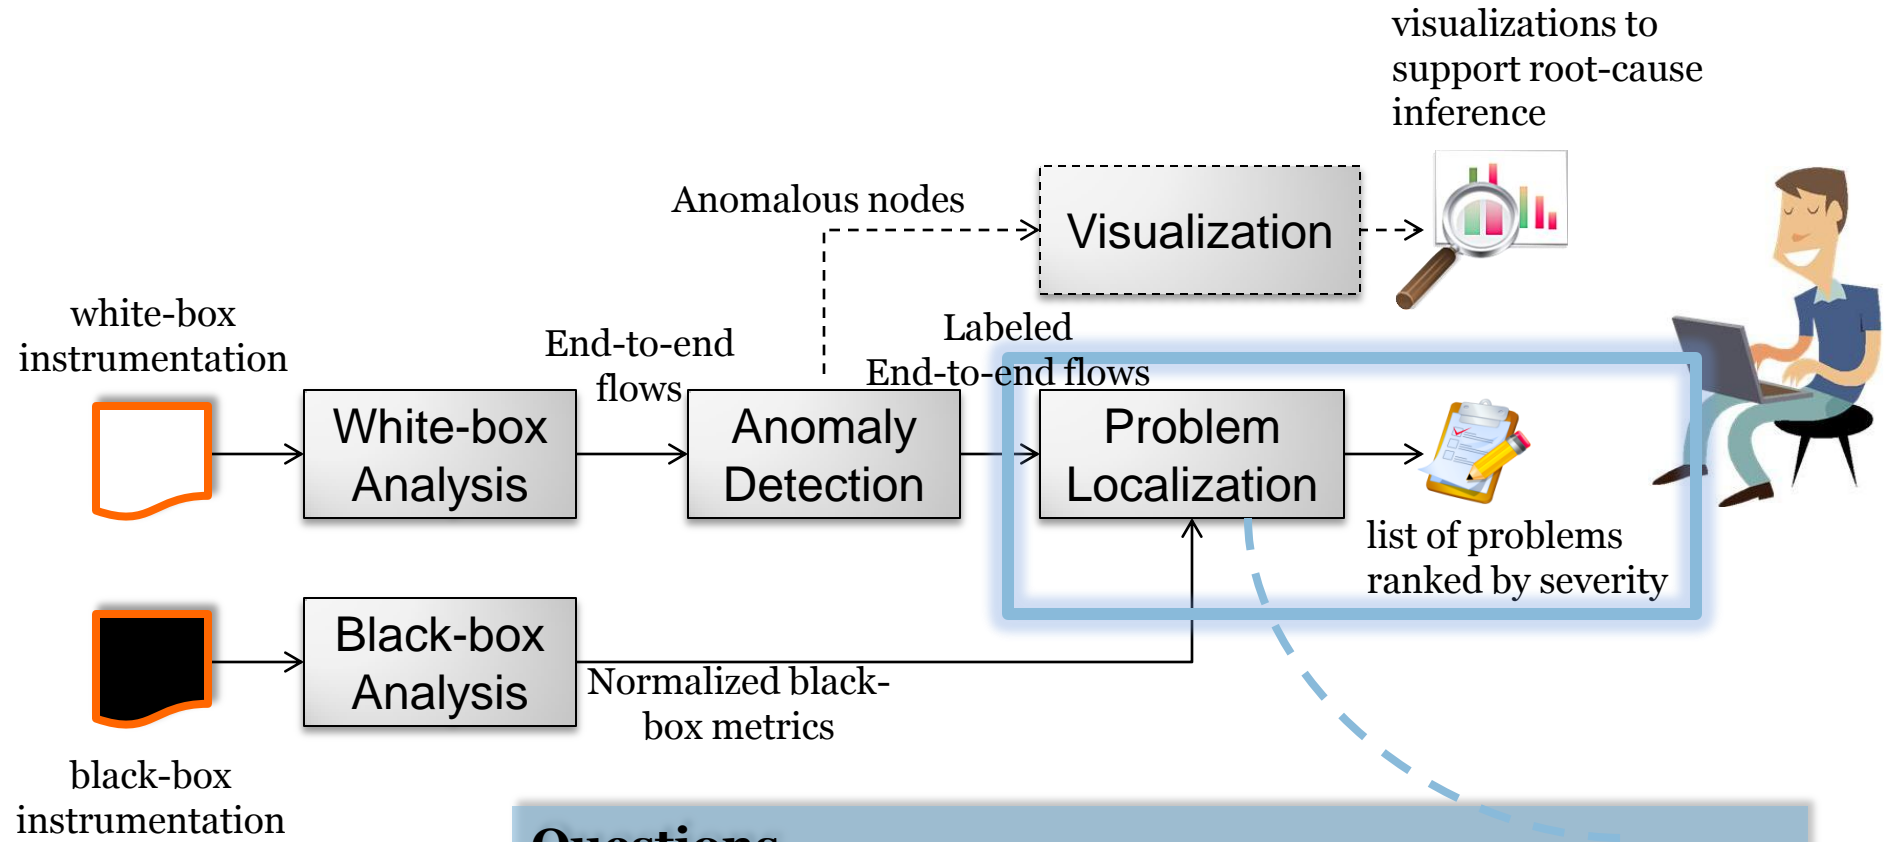 visualizations to
support root-cause
inference
Anomalous nodes
Visualization
white-box
instrumentation
End-to-end
flows
Labeled
End-to-end flows
White-box
Analysis
Anomaly
Detection
Problem
Localization
list of problems
ranked by severity
Black-box
Analysis
Normalized black-
box metrics
black-box
instrumentation
Questions